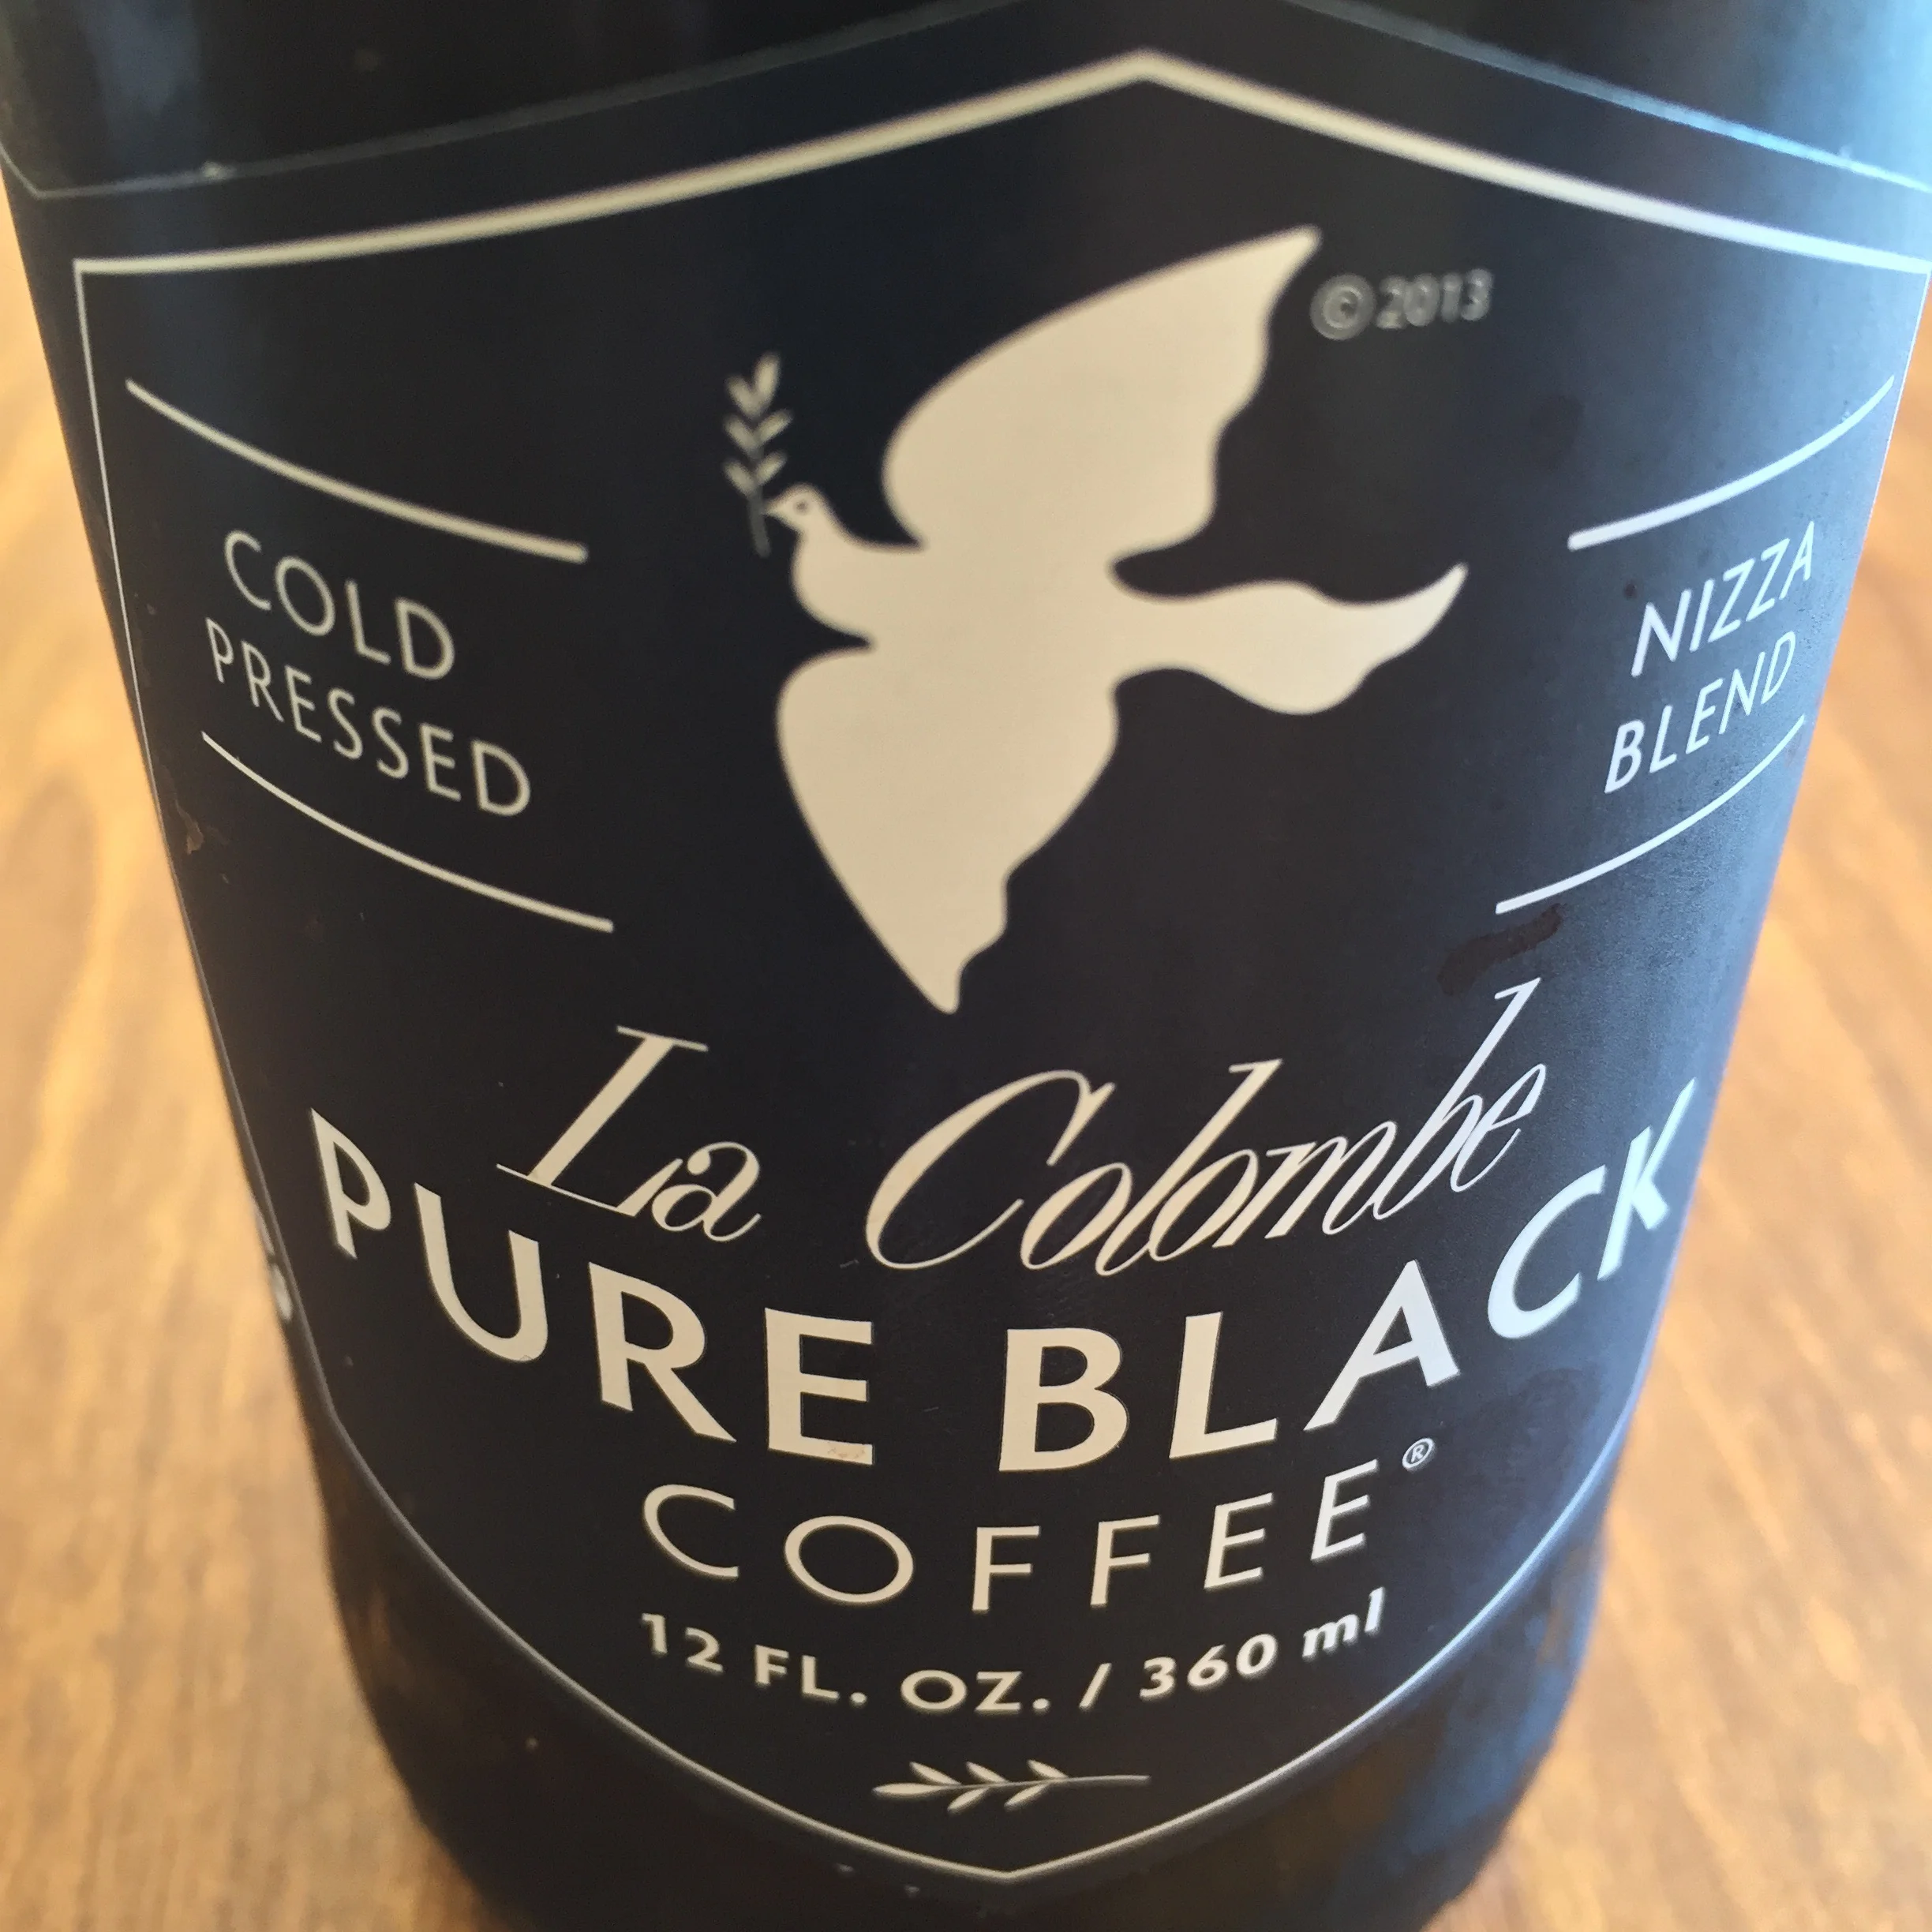 ©2013
COLD
PRESSED
NIZZA
BLEND
La Colombe
PURE BLACK
COFFEE®
12 FL. OZ. / 360 ml